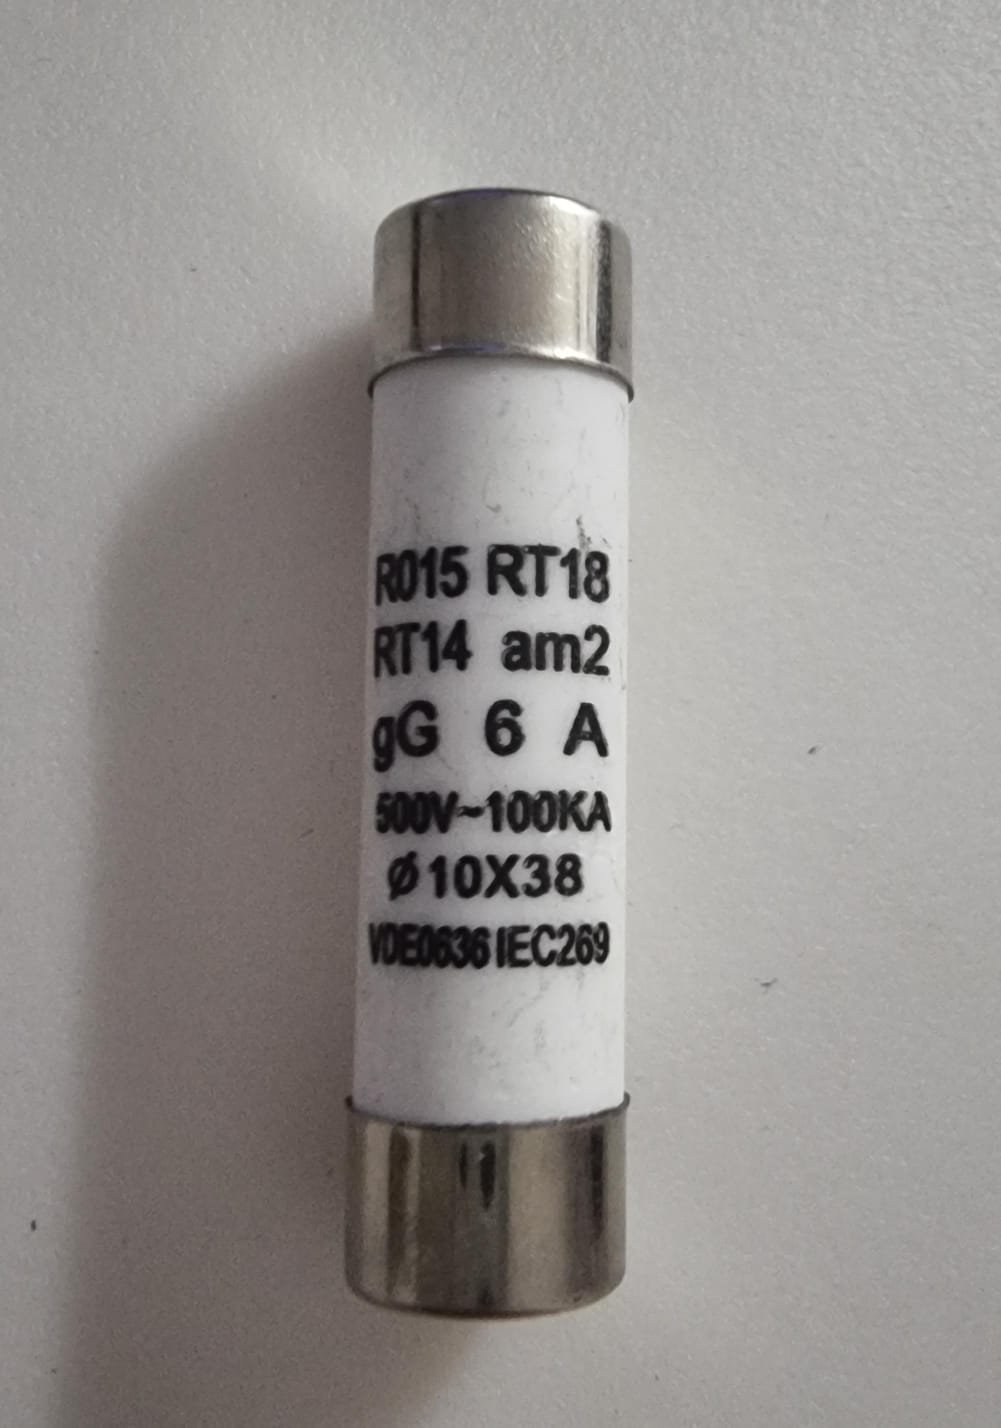 R015 RT18
RT14 am2
gG 6 A
500V~100KA
Ø10X38
VDE0636 IEC269